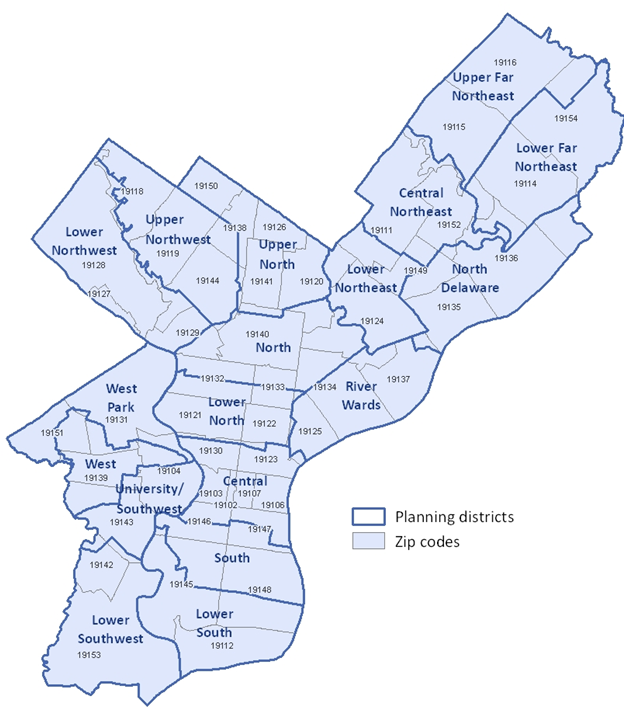 19116
Upper Far
Northeast
19154
19115
Lower Far
Northeast
19114
19150
19118
Central
Northeast
Upper
Northwest
19138
19126
19152
19111
Lower
Northwest
Upper
North
19119
19128
19136
19149
Lower
Northeast
North
Delaware
19144
19141
19120
19127
19135
19124
19129
19140
North
19132
19133
19134
River
Wards
19137
West
Park
19131
19121
Lower
North
19122
19125
19151
19130
19123
West
19139
19104
Central
University/
Southwest
19103
19107
19102
19106
19143
19146
19147
Planning districts
Zip codes
19142
South
19145
19148
Lower
Southwest
Lower
South
19112
19153